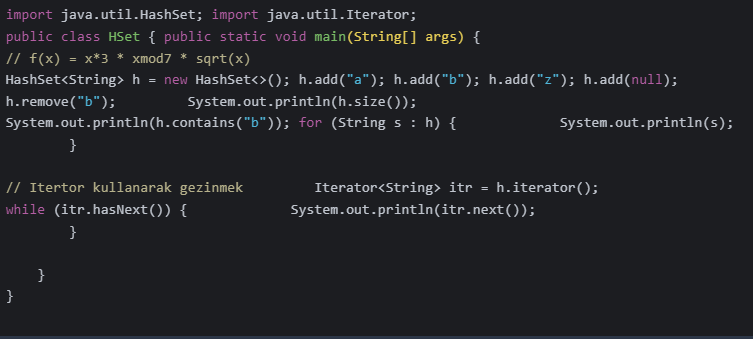 import java.util.HashSet; import java.util.Iterator;
public class HSet { public static void main(String[] args) {
// f(x) = x*3 * xmod7 * sqrt(x)
HashSet<String> h = new HashSet<>(); h.add("a"); h.add("b"); h.add("z"); h.add(null);
h.remove("b"); System.out.println(h.size());
System.out.println(h.contains("b")); for (String s : h) { System.out.println(s);
}
// Itertor kullanarak gezinmek Iterator<String> itr = h.iterator();
while (itr.hasNext()) { System.out.println(itr.next());
}
}
}